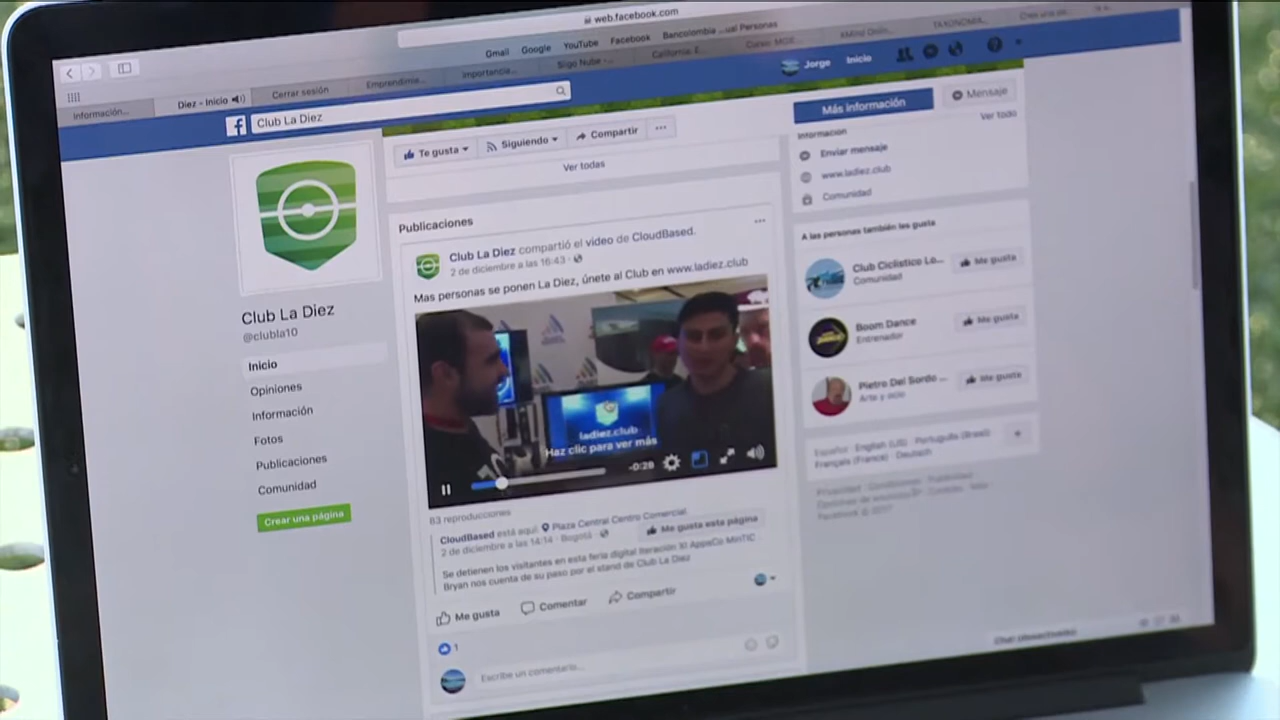 web.facebook.com
Gmail Google YouTube Facebook Bancolombia ...ual Personas
Información... Diez - Inicio Cerrar sesión Emprendimie... Importancia... Siigo Nube - ... California: E... TAXONOMIA...
Club La Diez
Jorge Inicio
Te gusta Siguiendo Compartir ...
Ver todas
Más información Mensaje
Información Ver todo
Enviar mensaje
www.ladiez.club
Comunidad
Club La Diez
@clubla10
Inicio
Opiniones
Información
Fotos
Publicaciones
Comunidad
Crear una página
Publicaciones
Club La Diez compartió el video de CloudBased.
2 de diciembre a las 16:43 ·
Mas personas se ponen La Diez, únete al Club en www.ladiez.club
ladiez.club
Haz clic para ver más
-0:28
83 reproducciones
CloudBased está aquí: Plaza Central Centro Comercial.
2 de diciembre a las 14:14 · Bogotá ·
Me gusta esta página
Se detienen los visitantes en esta feria digital Iteración XI AppsCo MinTIC
Bryan nos cuenta de su paso por el stand de Club La Diez
Me gusta Comentar Compartir
1
Escribe un comentario...
A las personas también les gusta
Club Ciclístico Lo...
Comunidad
Me gusta
Boom Dance
Entrenador
Me gusta
Pietro Dal Sordo ...
Arte y ocio
Me gusta
Español · English (US) · Português (Brasil) ·
Français (France) · Deutsch
Facebook © 2017